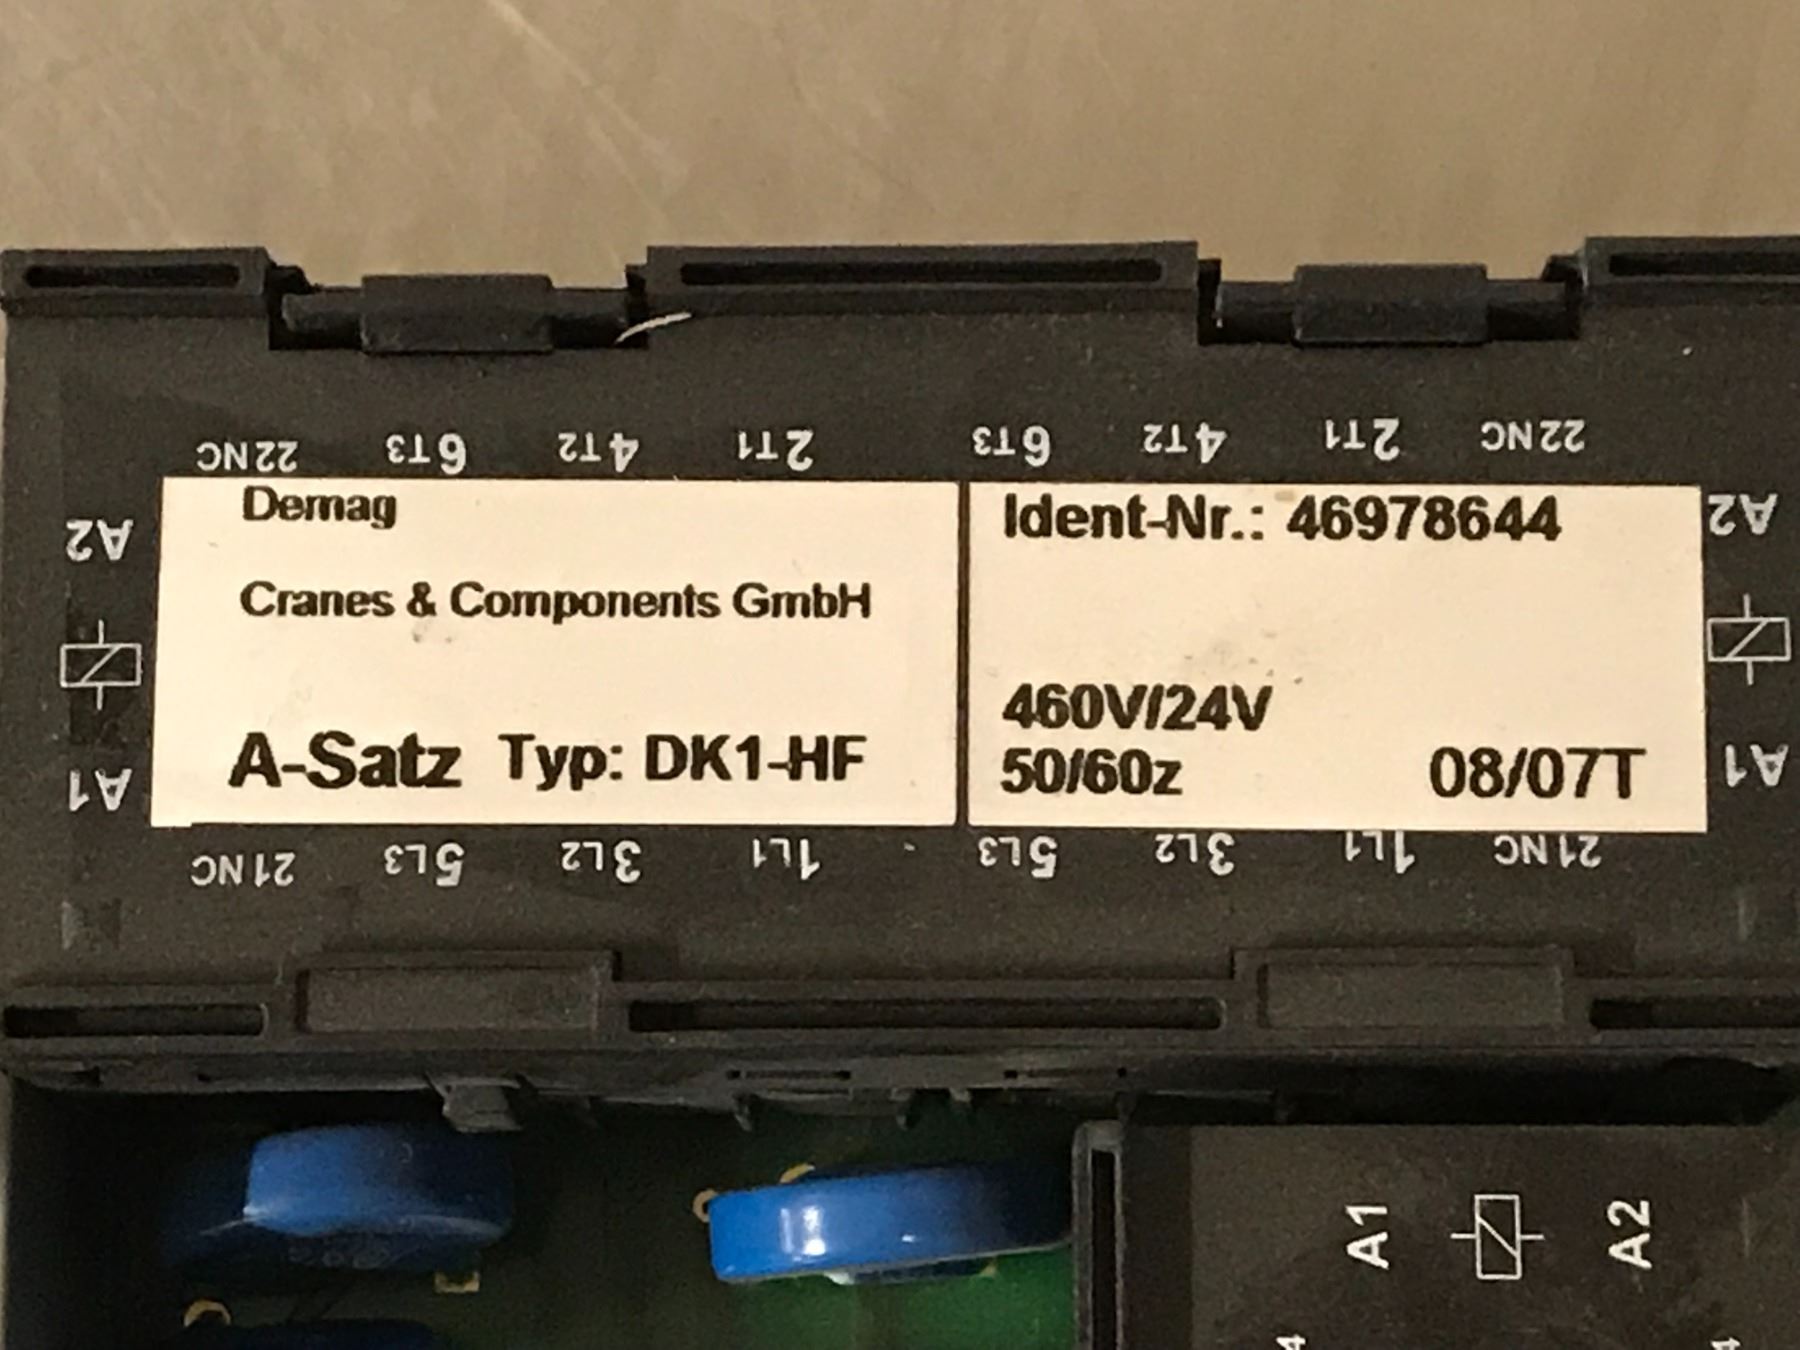 22NC 6T3 4T2 2T1 6T3 4T2 2T1 22NC
A2 A2
Demag
Cranes & Components GmbH
A-Satz Typ: DK1-HF
Ident-Nr.: 46978644
460V/24V
50/60z 08/07T
A1 A1
21NC 5L3 3L2 1L1 5L3 3L2 1L1 21NC
A1 A2